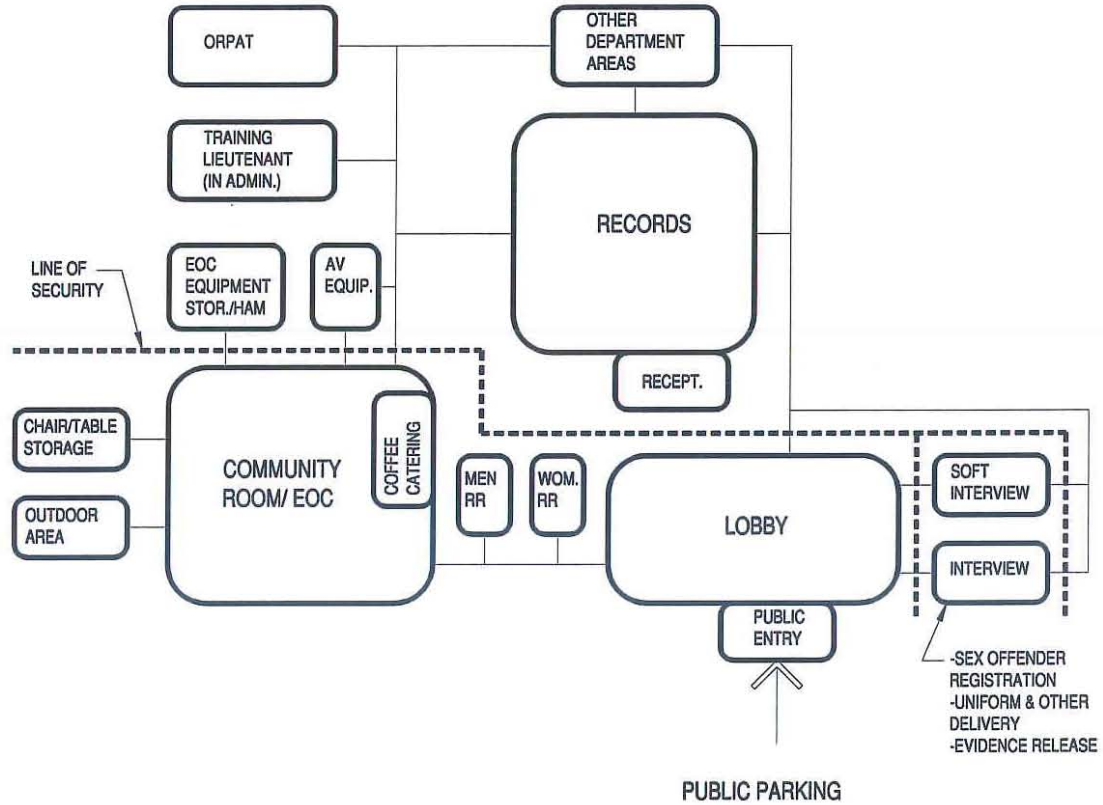 ORPAT
OTHER
DEPARTMENT
AREAS
TRAINING
LIEUTENANT
(IN ADMIN.)
RECORDS
LINE OF
SECURITY
EOC
EQUIPMENT
STOR./HAM
AV
EQUIP.
RECEPT.
CHAIR/TABLE
STORAGE
OUTDOOR
AREA
COMMUNITY
ROOM/ EOC
COFFEE
CATERING
MEN
RR
WOM.
RR
LOBBY
SOFT
INTERVIEW
INTERVIEW
PUBLIC
ENTRY
-SEX OFFENDER
REGISTRATION
-UNIFORM & OTHER
DELIVERY
-EVIDENCE RELEASE
PUBLIC PARKING